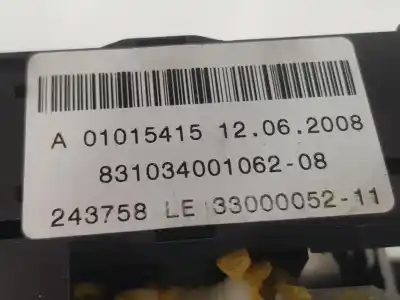 A 01015415 12.06.2008
831034001062-08
243758 LE 33000052-11